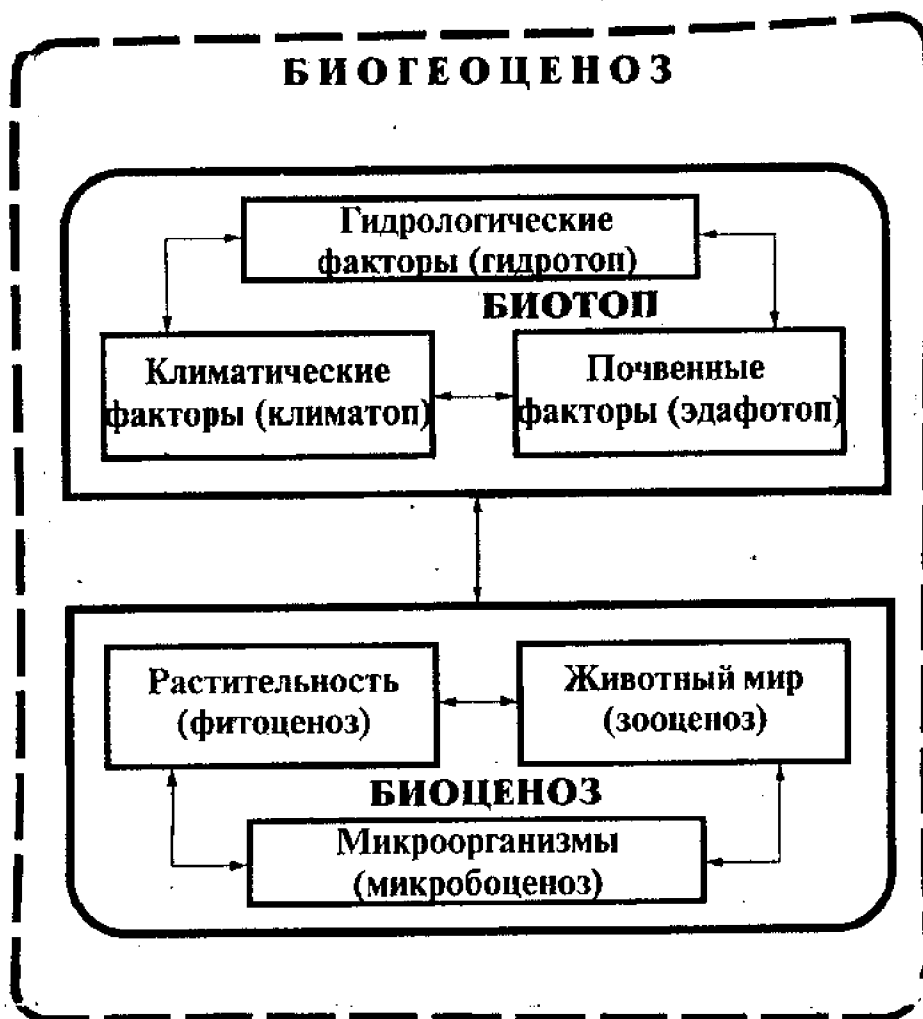 БИОГЕОЦЕНОЗ
Гидрологические
факторы (гидротоп)
БИОТОП
Климатические
факторы (климатоп)
Почвенные
факторы (эдафотоп)
Растительность
(фитоценоз)
Животный мир
(зооценоз)
БИОЦЕНОЗ
Микроорганизмы
(микробоценоз)